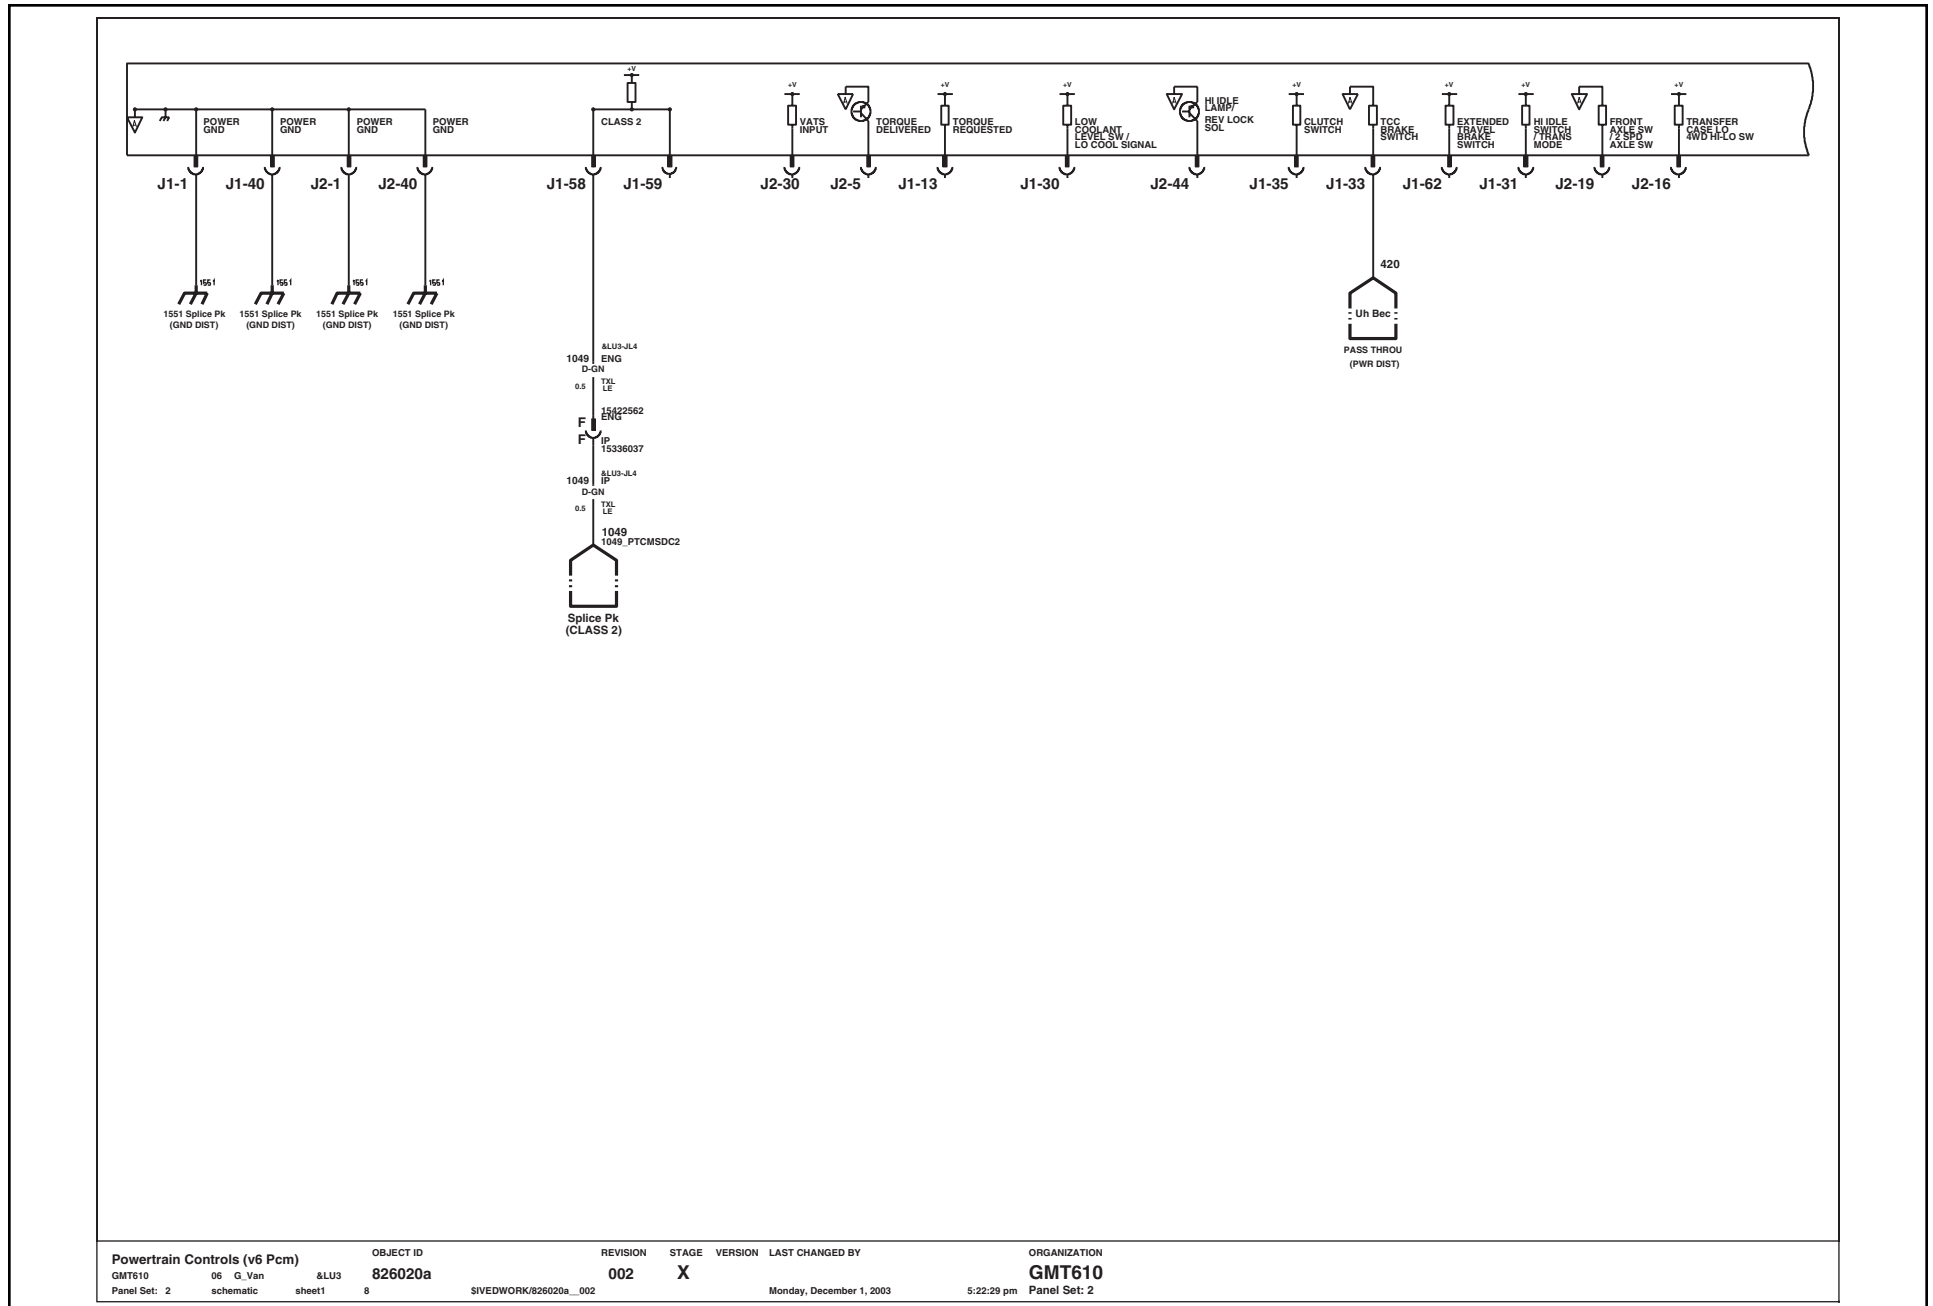 +V
+V
+V
+V
+V
+V
+V
+V
A
A
A
A
A
POWER
GND
POWER
GND
POWER
GND
POWER
GND
CLASS 2
VATS
INPUT
TORQUE
DELIVERED
TORQUE
REQUESTED
LOW
COOLANT
LEVEL SW /
LO COOL SIGNAL
HI IDLE
LAMP/
REV LOCK
SOL
CLUTCH
SWITCH
TCC
BRAKE
SWITCH
EXTENDED
TRAVEL
BRAKE
SWITCH
HI IDLE
SWITCH
/ TRANS
MODE
FRONT
AXLE SW
/ 2 SPD
AXLE SW
TRANSFER
CASE LO
4WD HI-LO SW
J1-1
J1-40
J2-1
J2-40
J1-58
J1-59
J2-30
J2-5
J1-13
J1-30
J2-44
J1-35
J1-33
J1-62
J1-31
J2-19
J2-16
1551
1551
1551
1551
1551 Splice Pk
(GND DIST)
1551 Splice Pk
(GND DIST)
1551 Splice Pk
(GND DIST)
1551 Splice Pk
(GND DIST)
420
Uh Bec
PASS THROU
(PWR DIST)
&LU3-JL4
1049 ENG
D-GN
0.5 TXL
LE
15422562
F ENG
F IP
15336037
&LU3-JL4
1049 IP
D-GN
0.5 TXL
LE
1049
1049_PTCMSDC2
Splice Pk
(CLASS 2)
Powertrain Controls (v6 Pcm)
GMT610 06 G_Van &LU3
Panel Set: 2 schematic sheet1 8
OBJECT ID
826020a
$IVEDWORK/826020a__002
REVISION
002
STAGE
X
VERSION
LAST CHANGED BY
Monday, December 1, 2003 5:22:29 pm
ORGANIZATION
GMT610
Panel Set: 2